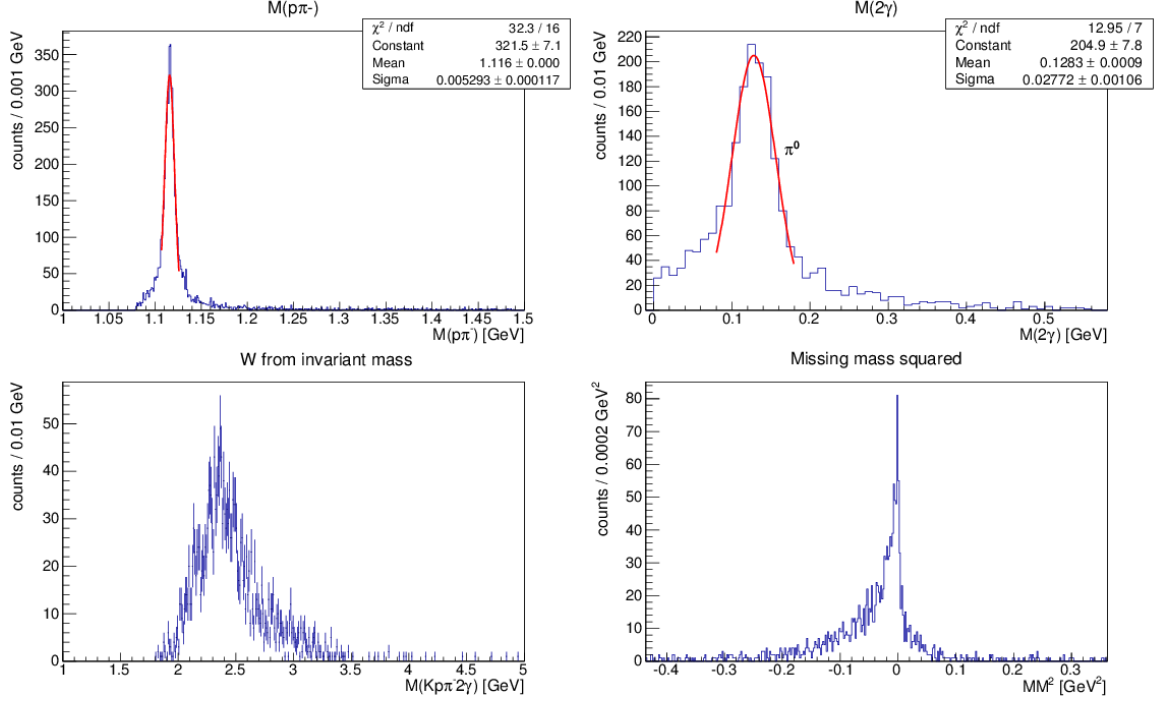 M(pπ-)
χ² / ndf 32.3 / 16
Constant 321.5 ± 7.1
Mean 1.116 ± 0.000
Sigma 0.005293 ± 0.000117
counts / 0.001 GeV
350
300
250
200
150
100
50
0
1 1.05 1.1 1.15 1.2 1.25 1.3 1.35 1.4 1.45 1.5
M(pπ⁻) [GeV]
M(2γ)
χ² / ndf 12.95 / 7
Constant 204.9 ± 7.8
Mean 0.1283 ± 0.0009
Sigma 0.02772 ± 0.00106
counts / 0.01 GeV
220
200
180
160
140
120
100
80
60
40
20
0
π⁰
0 0.1 0.2 0.3 0.4 0.5
M(2γ) [GeV]
W from invariant mass
counts / 0.01 GeV
50
40
30
20
10
0
1 1.5 2 2.5 3 3.5 4 4.5 5
M(Kpπ⁻2γ) [GeV]
Missing mass squared
counts / 0.0002 GeV²
80
70
60
50
40
30
20
10
0
-0.4 -0.3 -0.2 -0.1 0 0.1 0.2 0.3
MM² [GeV²]